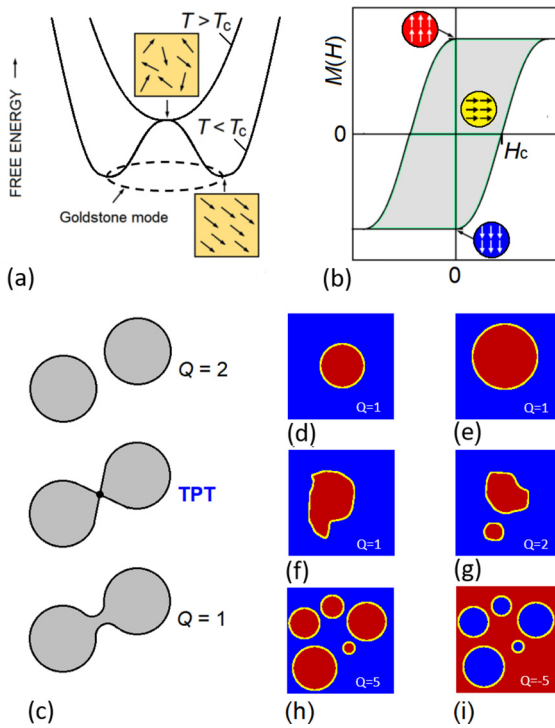 T > Tc
T < Tc
FREE ENERGY
Goldstone mode
(a)
M(H)
0
Hc
0
(b)
Q = 2
TPT
Q = 1
(c)
Q=1
(d)
Q=1
(e)
Q=1
(f)
Q=2
(g)
Q=5
(h)
Q=-5
(i)